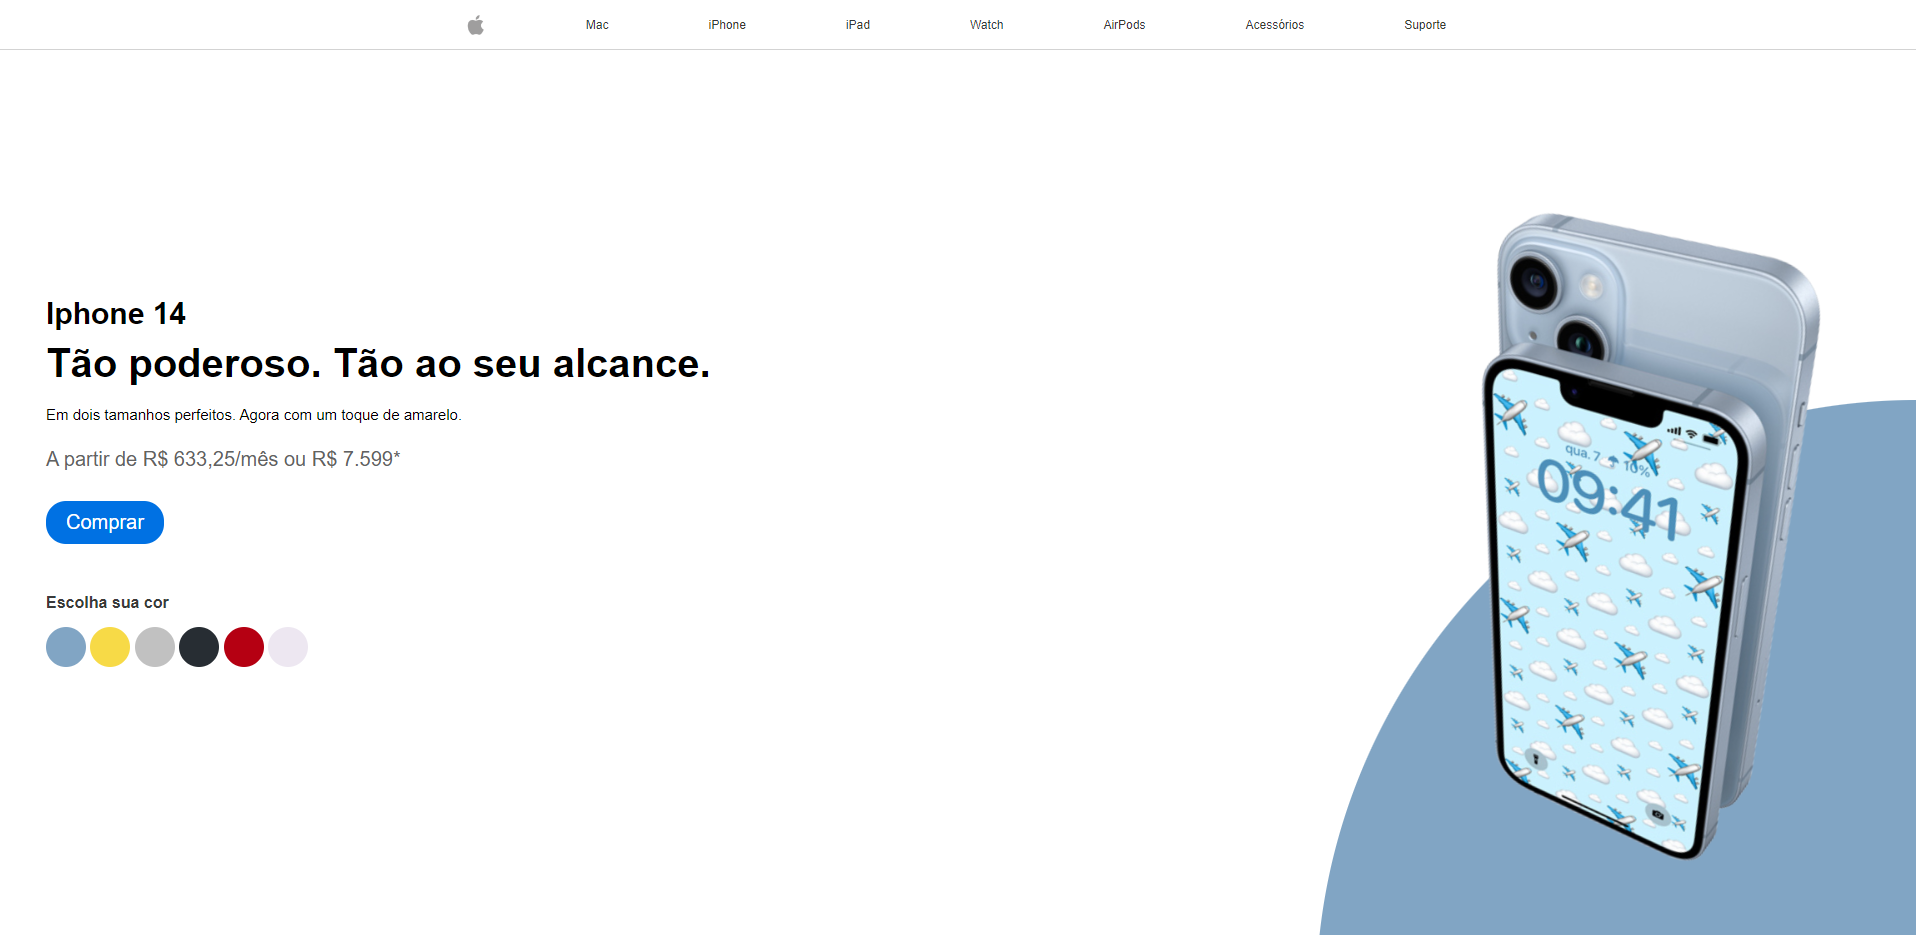 Mac iPhone iPad Watch AirPods Acessórios Suporte
Iphone 14
Tão poderoso. Tão ao seu alcance.
Em dois tamanhos perfeitos. Agora com um toque de amarelo.
A partir de R$ 633,25/mês ou R$ 7.599*
Comprar
Escolha sua cor
qua. 7 10%
09:41